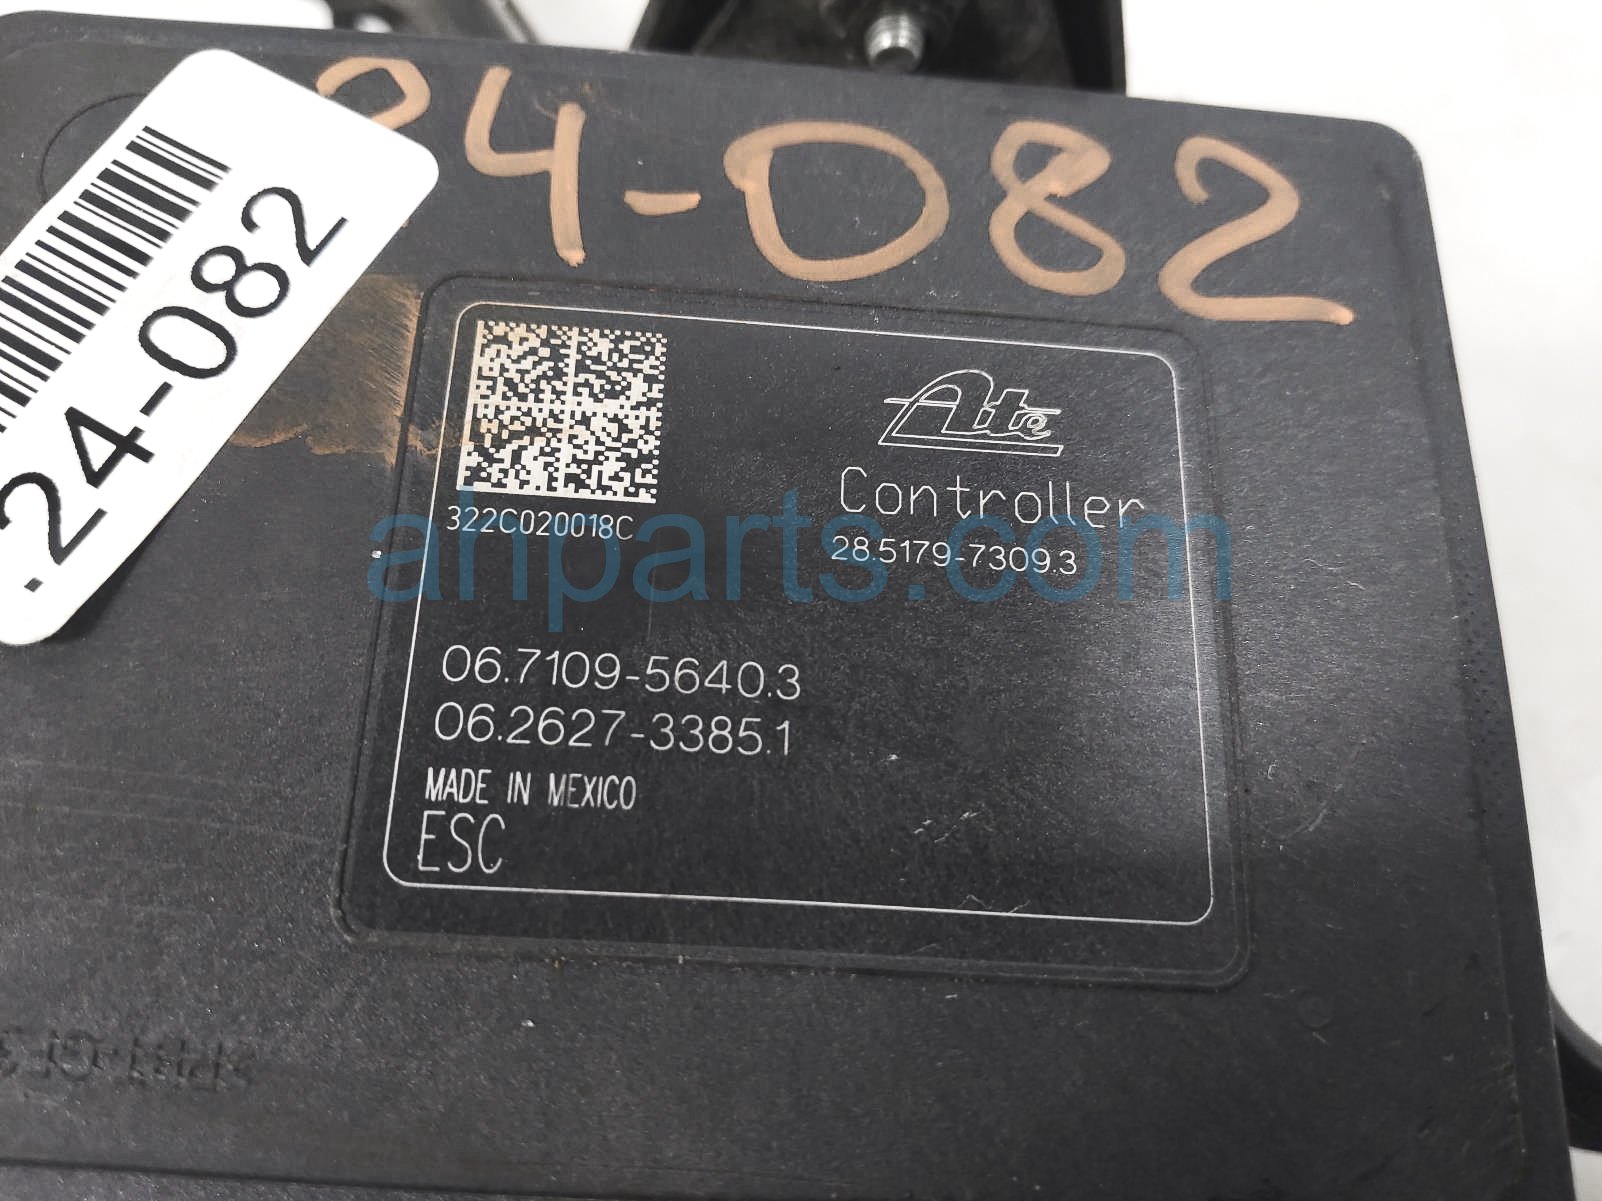 24-082
.24-082
Ate
322C020018C
Controller
28.5179-7309.3
ahparts.com
06.7109-5640.3
06.2627-3385.1
MADE IN MEXICO
ESC